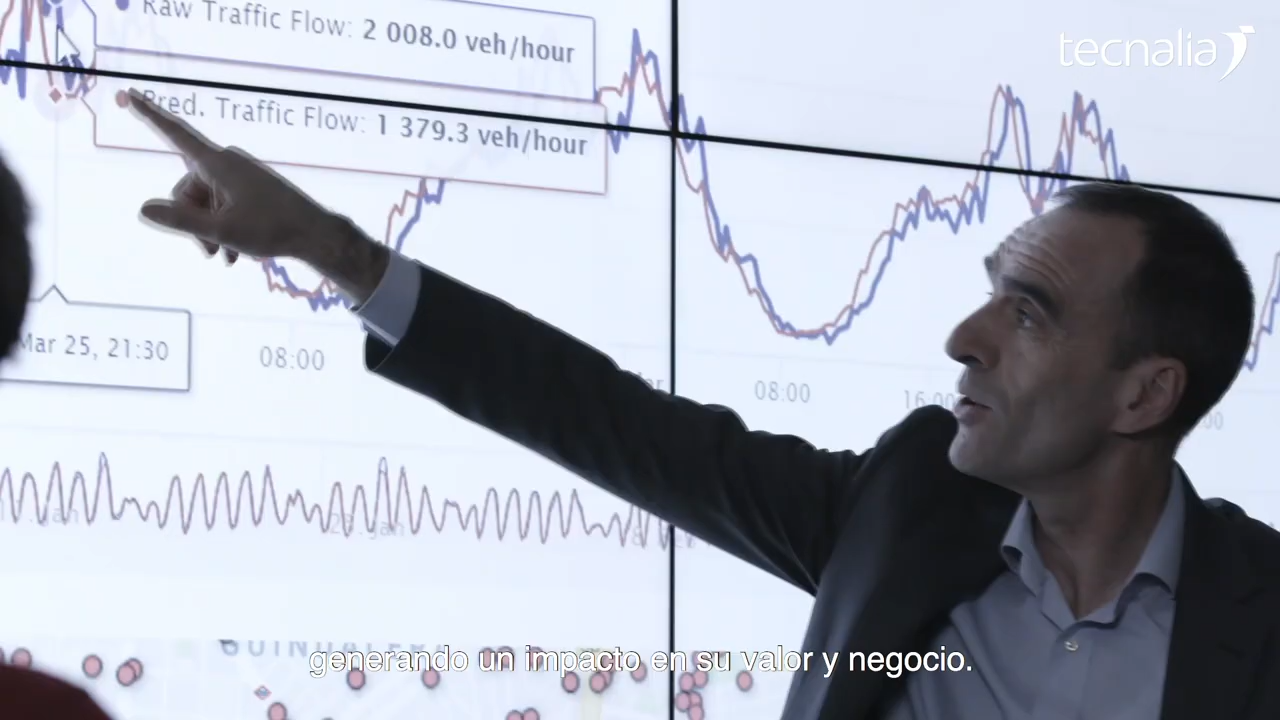 Raw Traffic Flow: 2 008.0 veh/hour
tecnalia
Pred. Traffic Flow: 1 379.3 veh/hour
Mar 25, 21:30
08:00
08:00
16:00
generando un impacto en su valor y negocio.